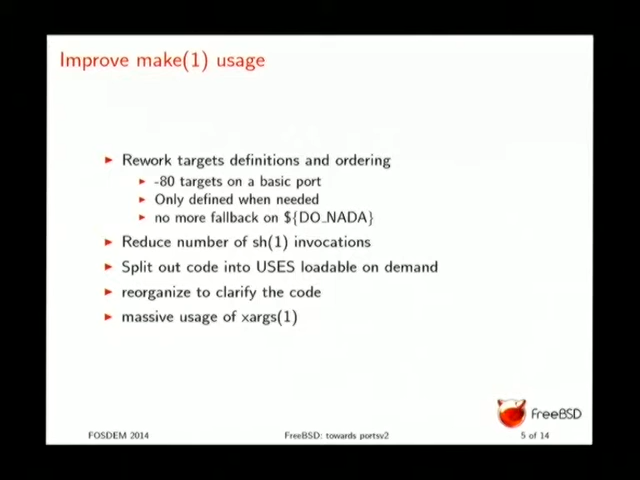 Improve make(1) usage
Rework targets definitions and ordering
-80 targets on a basic port
Only defined when needed
no more fallback on ${DO_NADA}
Reduce number of sh(1) invocations
Split out code into USES loadable on demand
reorganize to clarify the code
massive usage of xargs(1)
FreeBSD
FOSDEM 2014
FreeBSD: towards portsv2
5 of 14